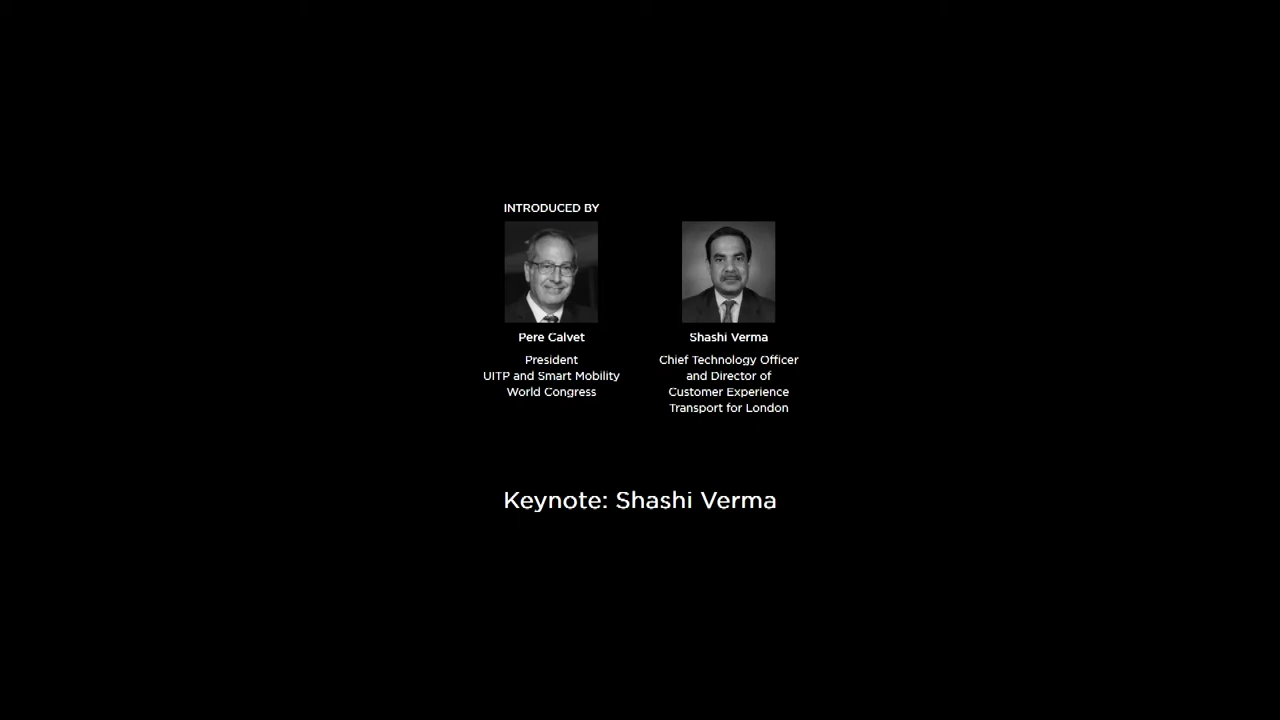 INTRODUCED BY
Pere Calvet
President
UITP and Smart Mobility
World Congress
Shashi Verma
Chief Technology Officer
and Director of
Customer Experience
Transport for London
Keynote: Shashi Verma